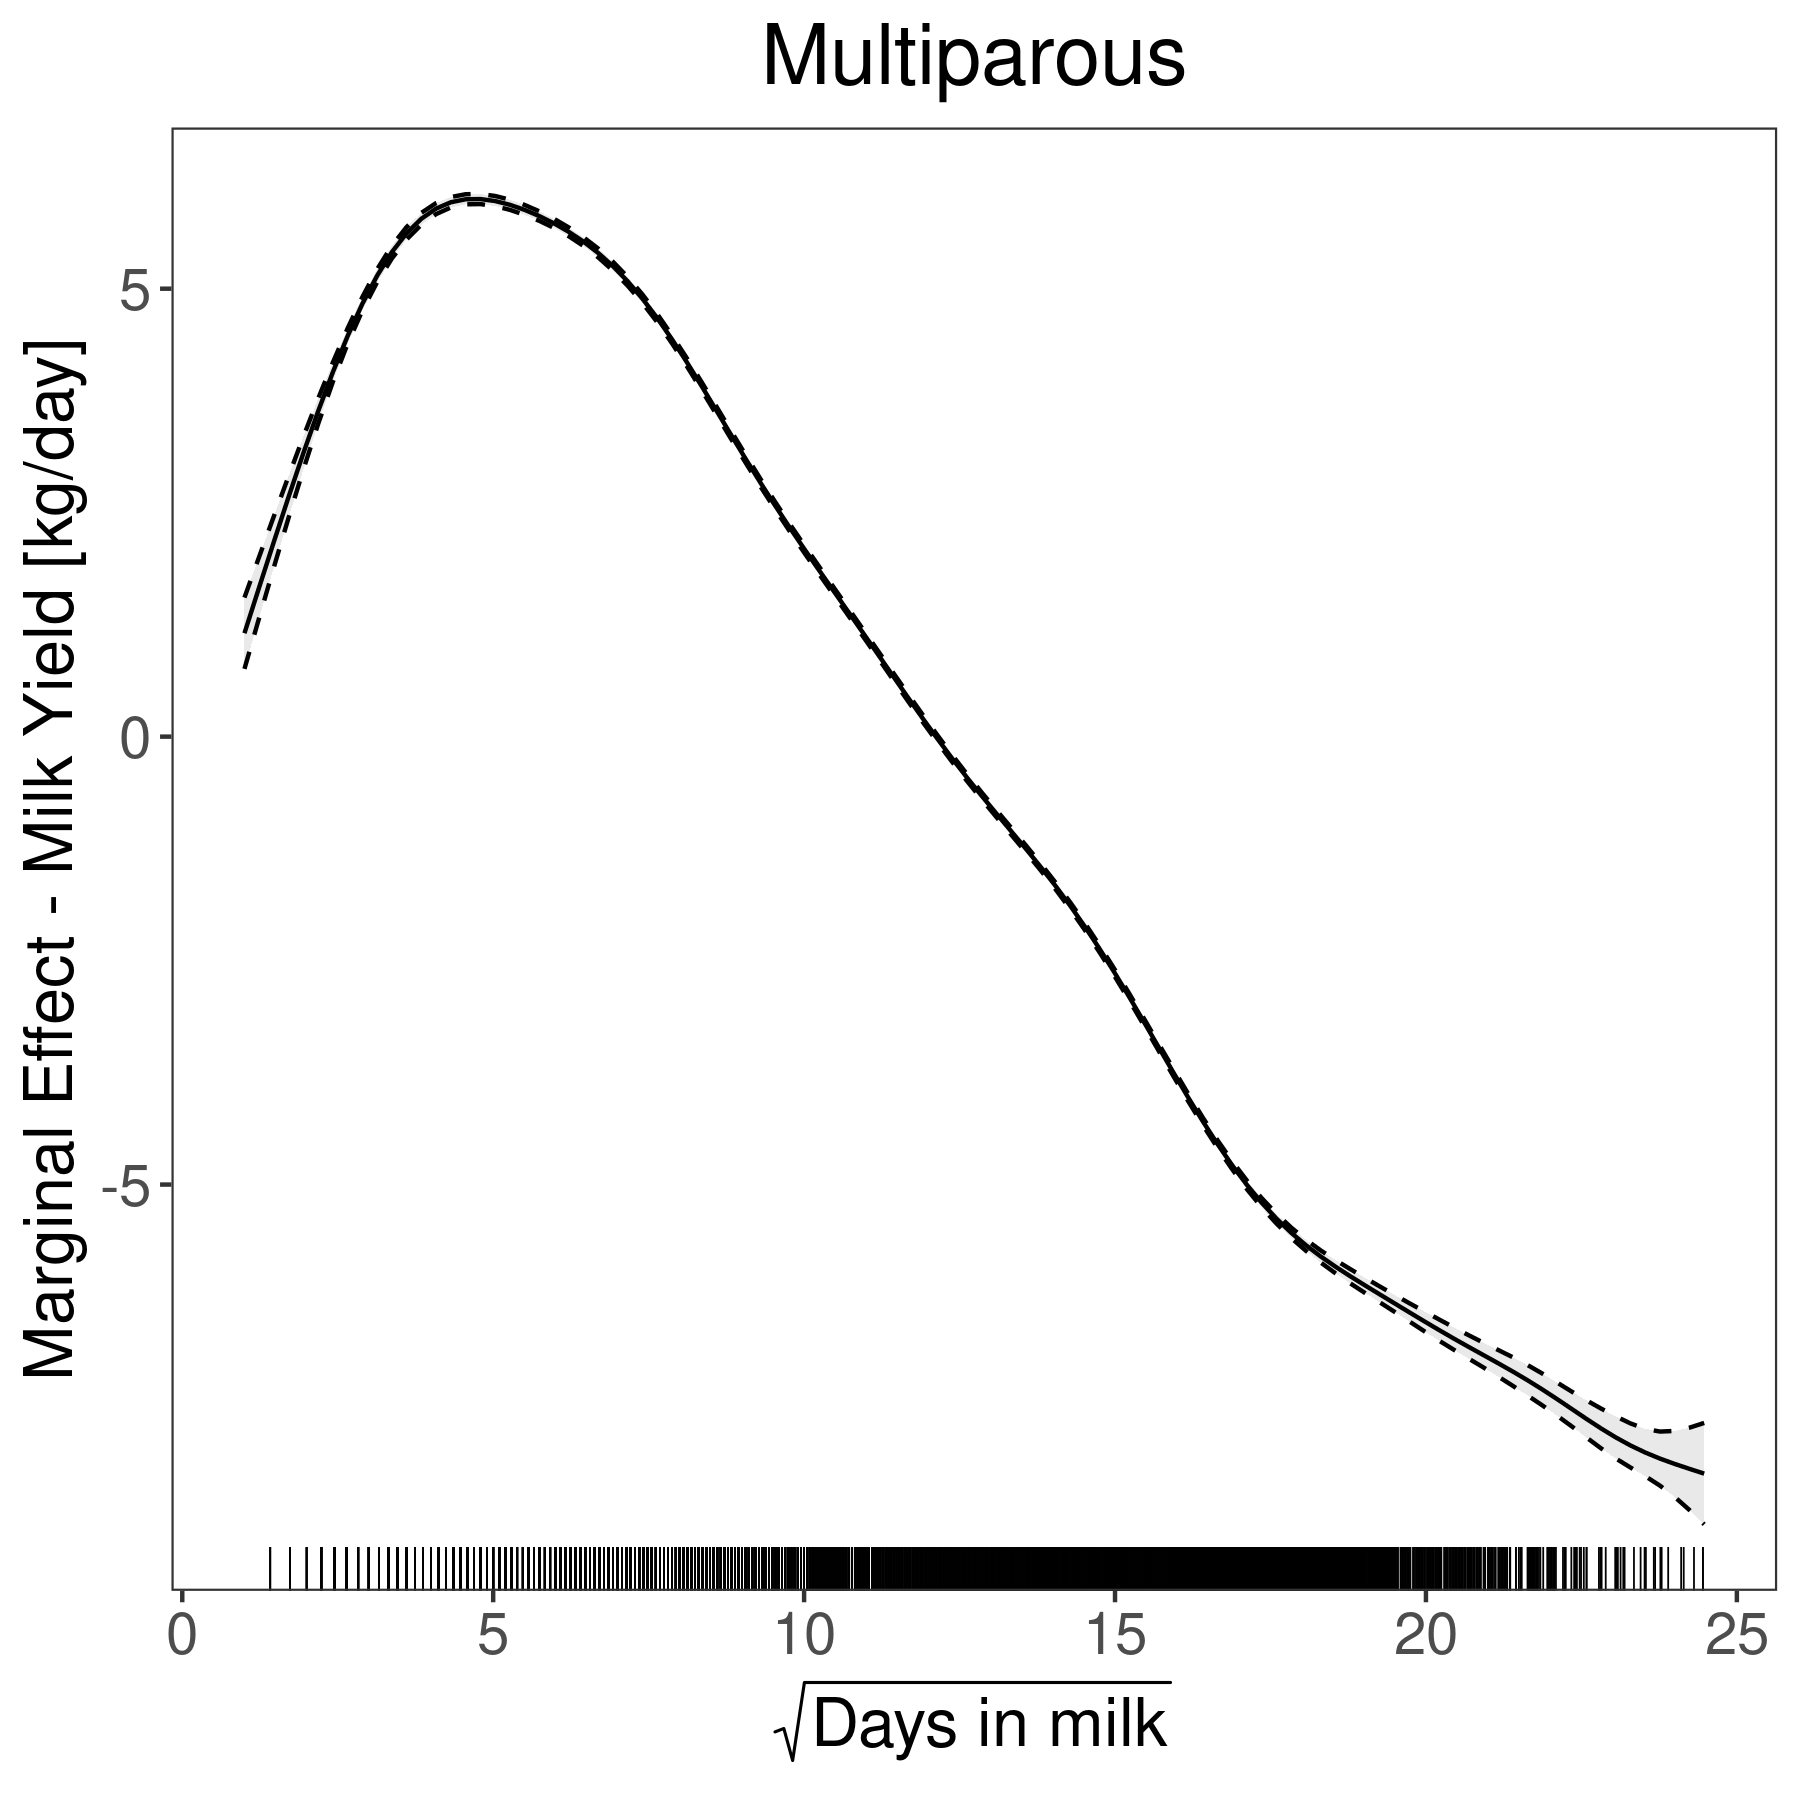 Multiparous
Marginal Effect - Milk Yield [kg/day]
5
0
-5
0 5 10 15 20 25
√Days in milk